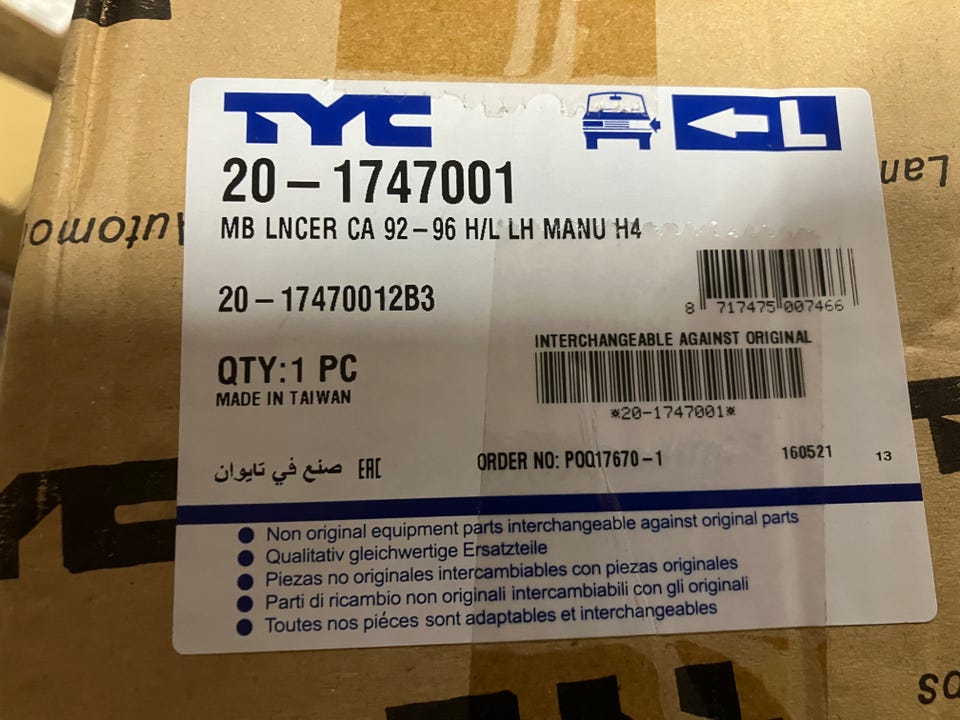 TYC
L
20-1747001
MB LNCER CA 92-96 H/L LH MANU H4
8 717475 007466
20-17470012B3
INTERCHANGEABLE AGAINST ORIGINAL
*20-1747001*
QTY:1 PC
MADE IN TAIWAN
صنع في تايوان EAC
ORDER NO: P0017670-1
160521
13
Non original equipment parts interchangeable against original parts
Qualitativ gleichwertige Ersatzteile
Piezas no originales intercambiables con piezas originales
Parti di ricambio non originali intercambiabili con gli originali
Toutes nos piéces sont adaptables et interchangeables